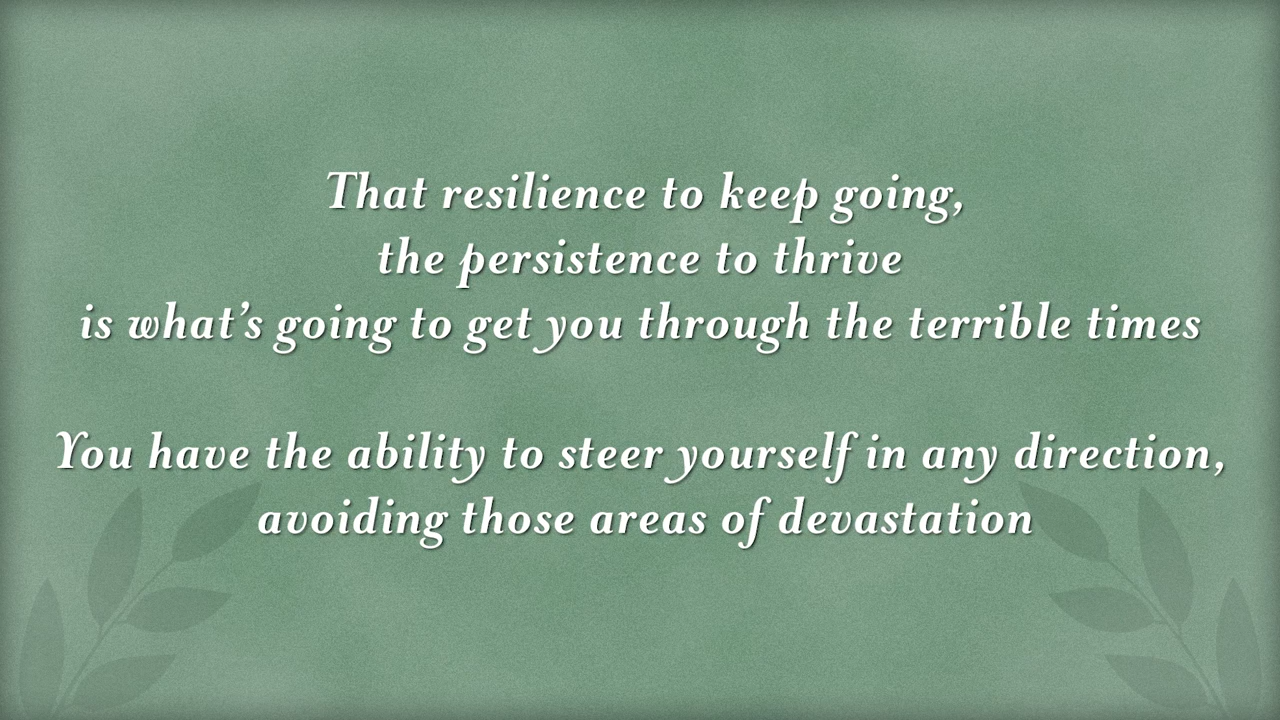 That resilience to keep going,
the persistence to thrive
is what’s going to get you through the terrible times
You have the ability to steer yourself in any direction,
avoiding those areas of devastation